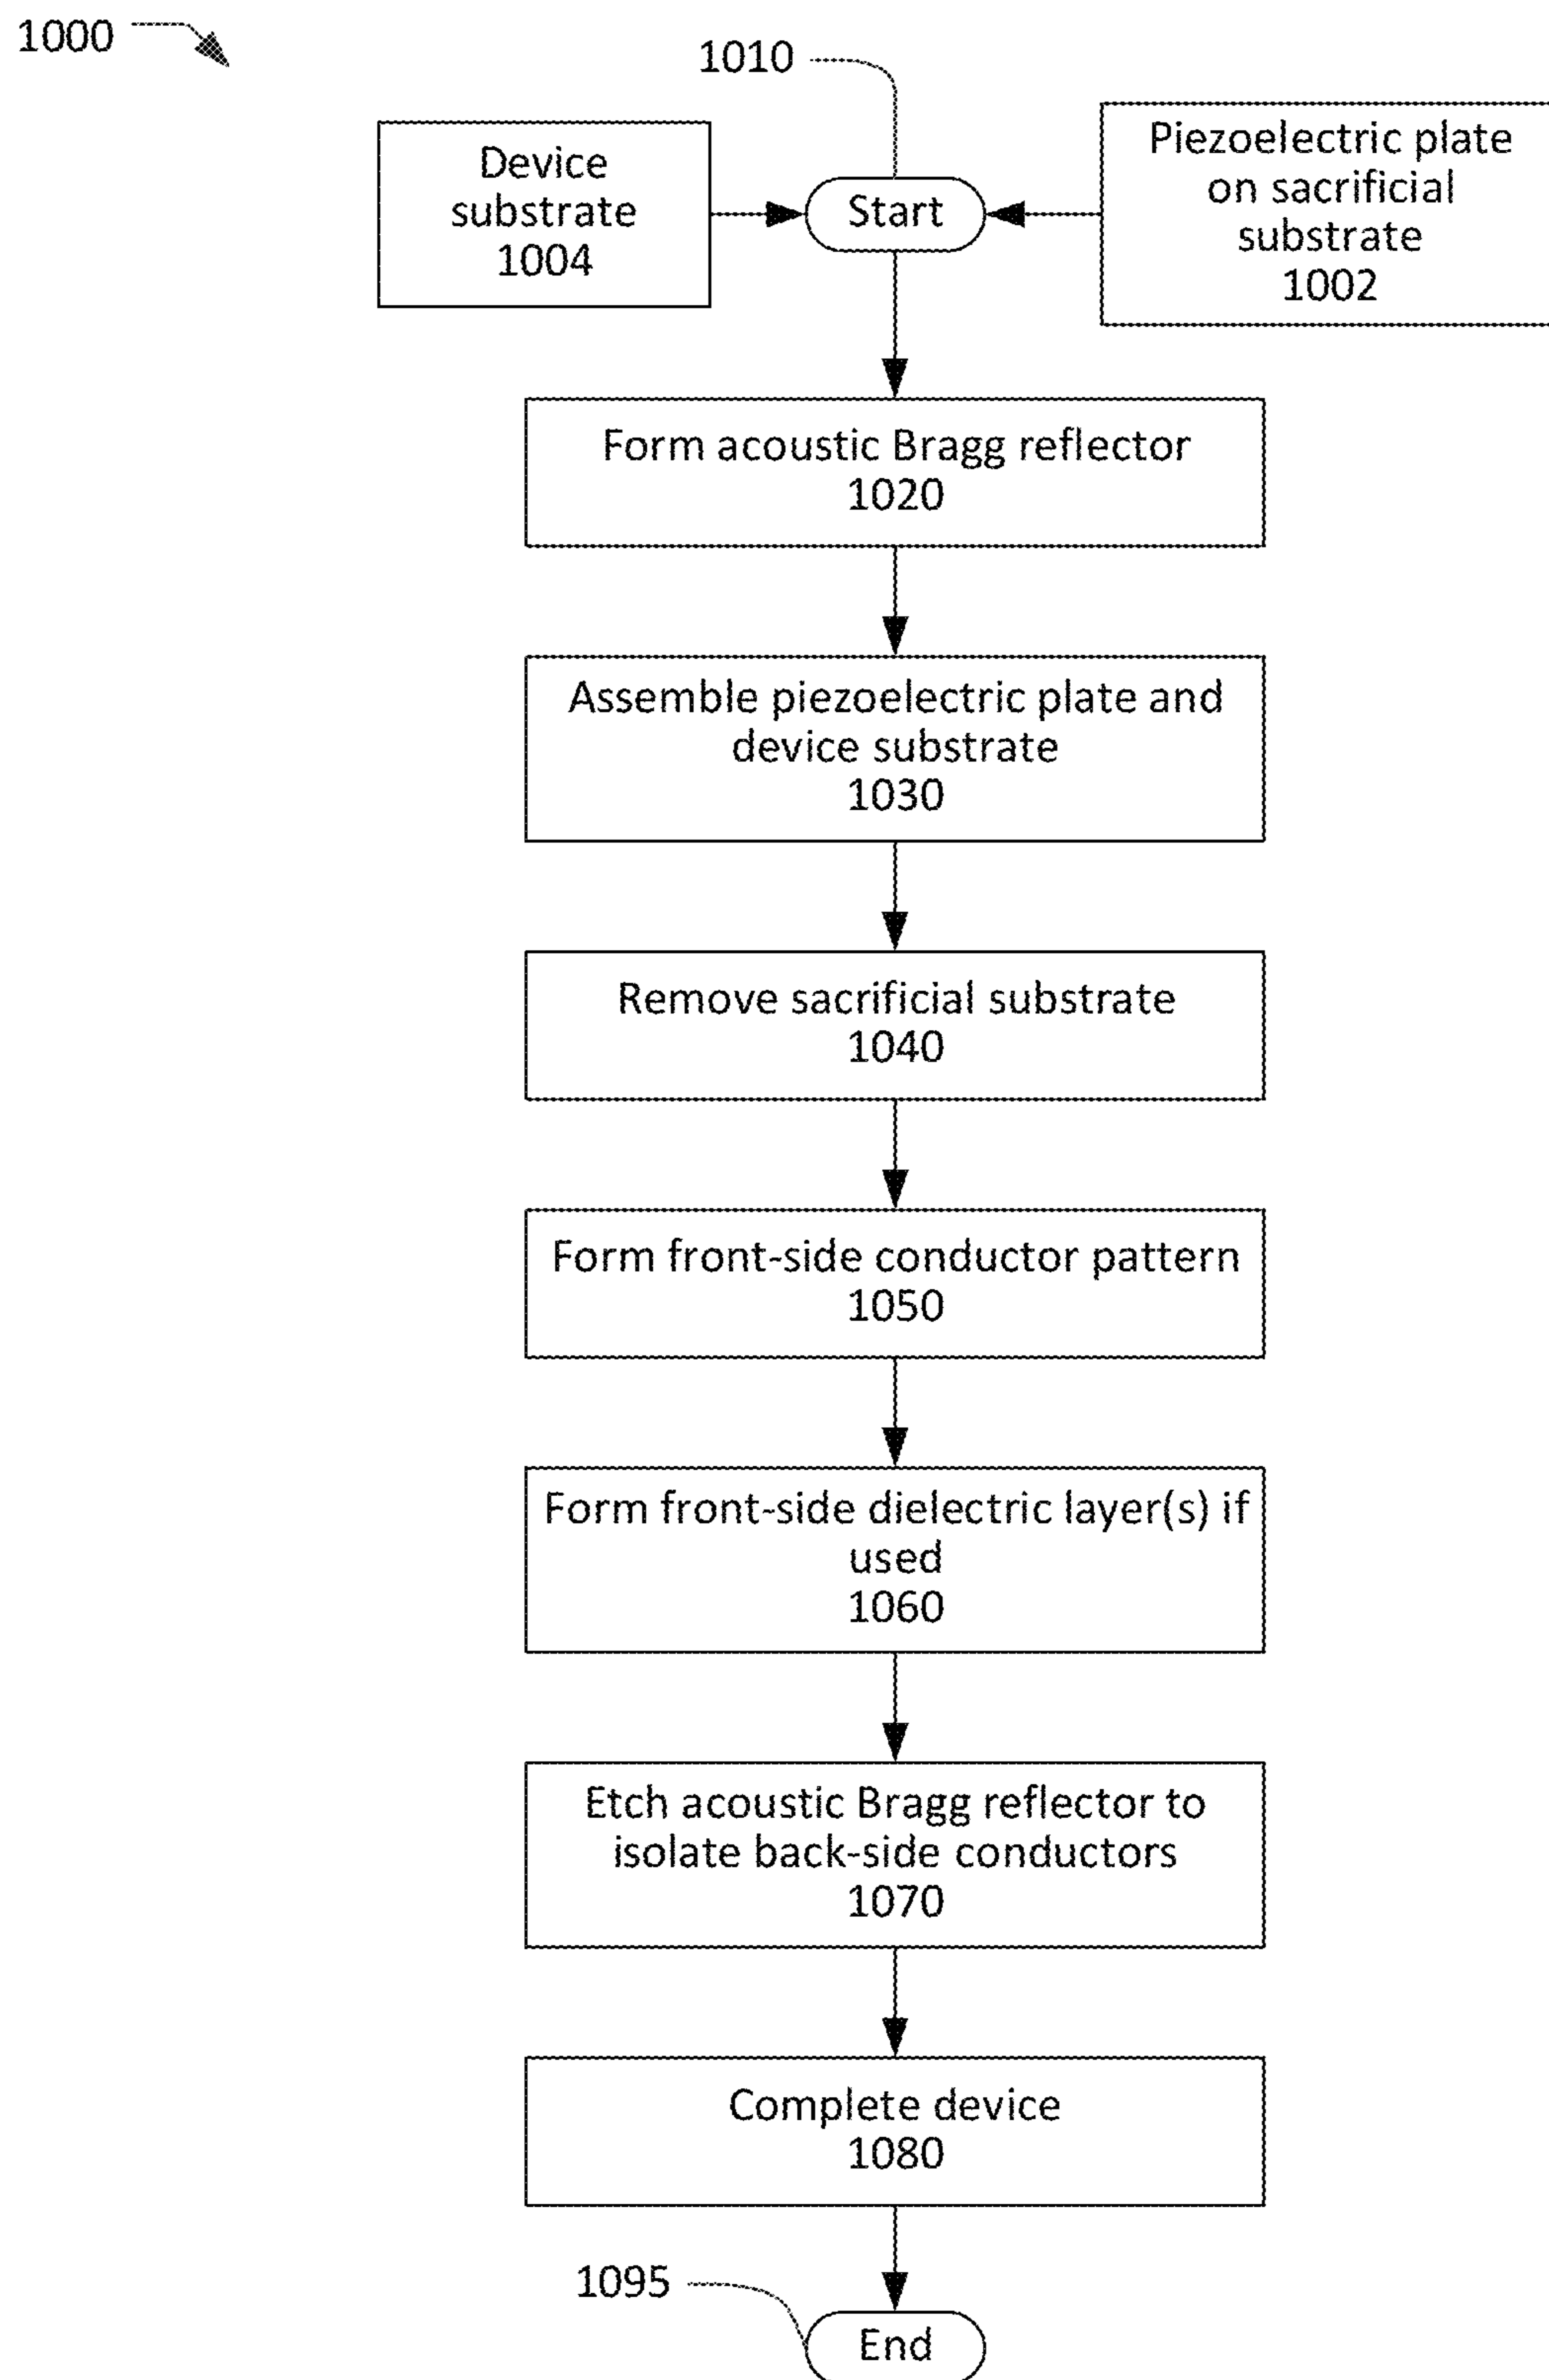 1000
1010
Device
substrate
1004
Start
Piezoelectric plate
on sacrificial
substrate
1002
Form acoustic Bragg reflector
1020
Assemble piezoelectric plate and
device substrate
1030
Remove sacrificial substrate
1040
Form front-side conductor pattern
1050
Form front-side dielectric layer(s) if
used
1060
Etch acoustic Bragg reflector to
isolate back-side conductors
1070
Complete device
1080
1095
End